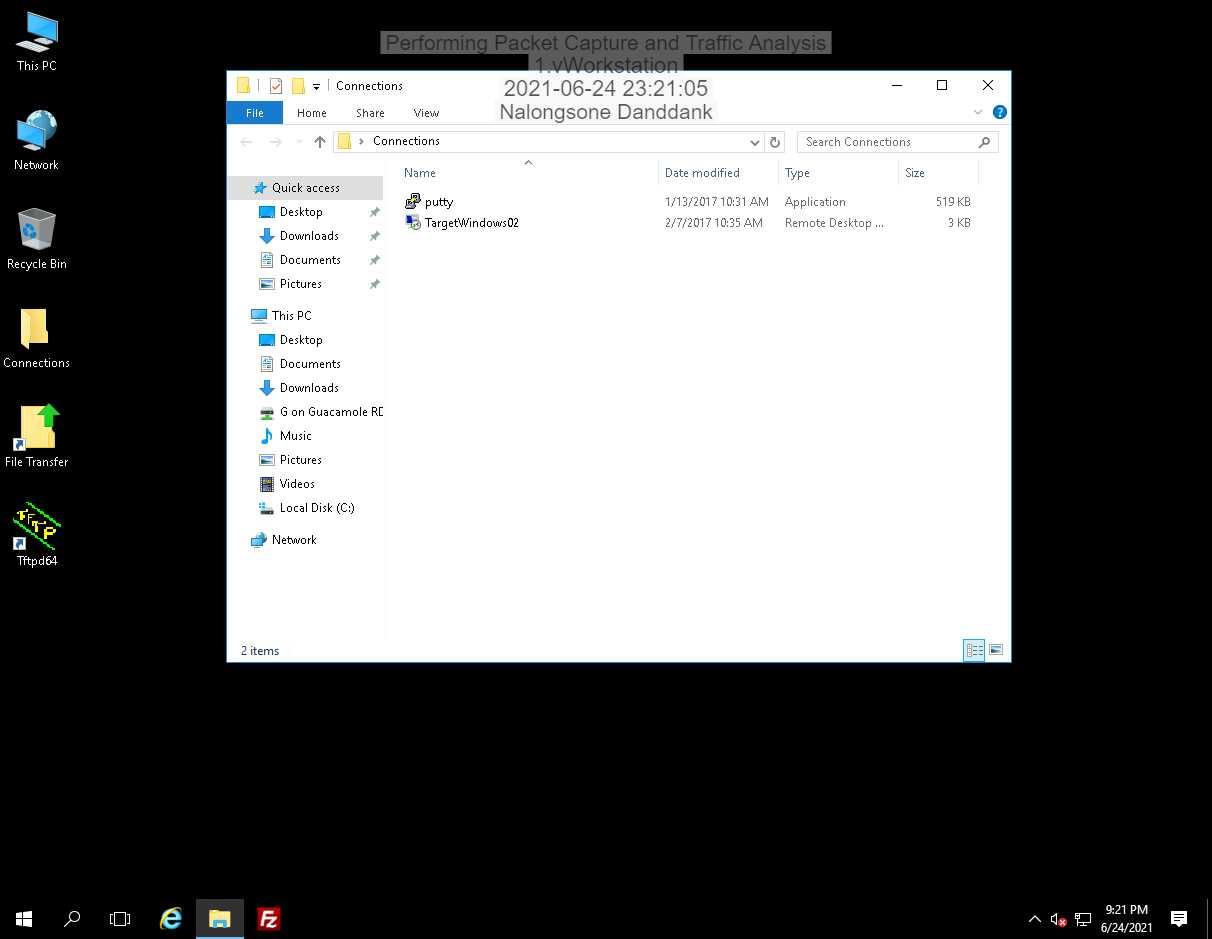 This PC
Network
Recycle Bin
Connections
File Transfer
TFTP
Tftpd64
Performing Packet Capture and Traffic Analysis
1.vWorkstation
2021-06-24 23:21:05
Nalongsone Danddank
Connections
File Home Share View
Connections
Search Connections
Name Date modified Type Size
putty 1/13/2017 10:31 AM Application 519 KB
TargetWindows02 2/7/2017 10:35 AM Remote Desktop ... 3 KB
Quick access
Desktop
Downloads
Documents
Pictures
This PC
Desktop
Documents
Downloads
G on Guacamole RD
Music
Pictures
Videos
Local Disk (C:)
Network
2 items
9:21 PM
6/24/2021